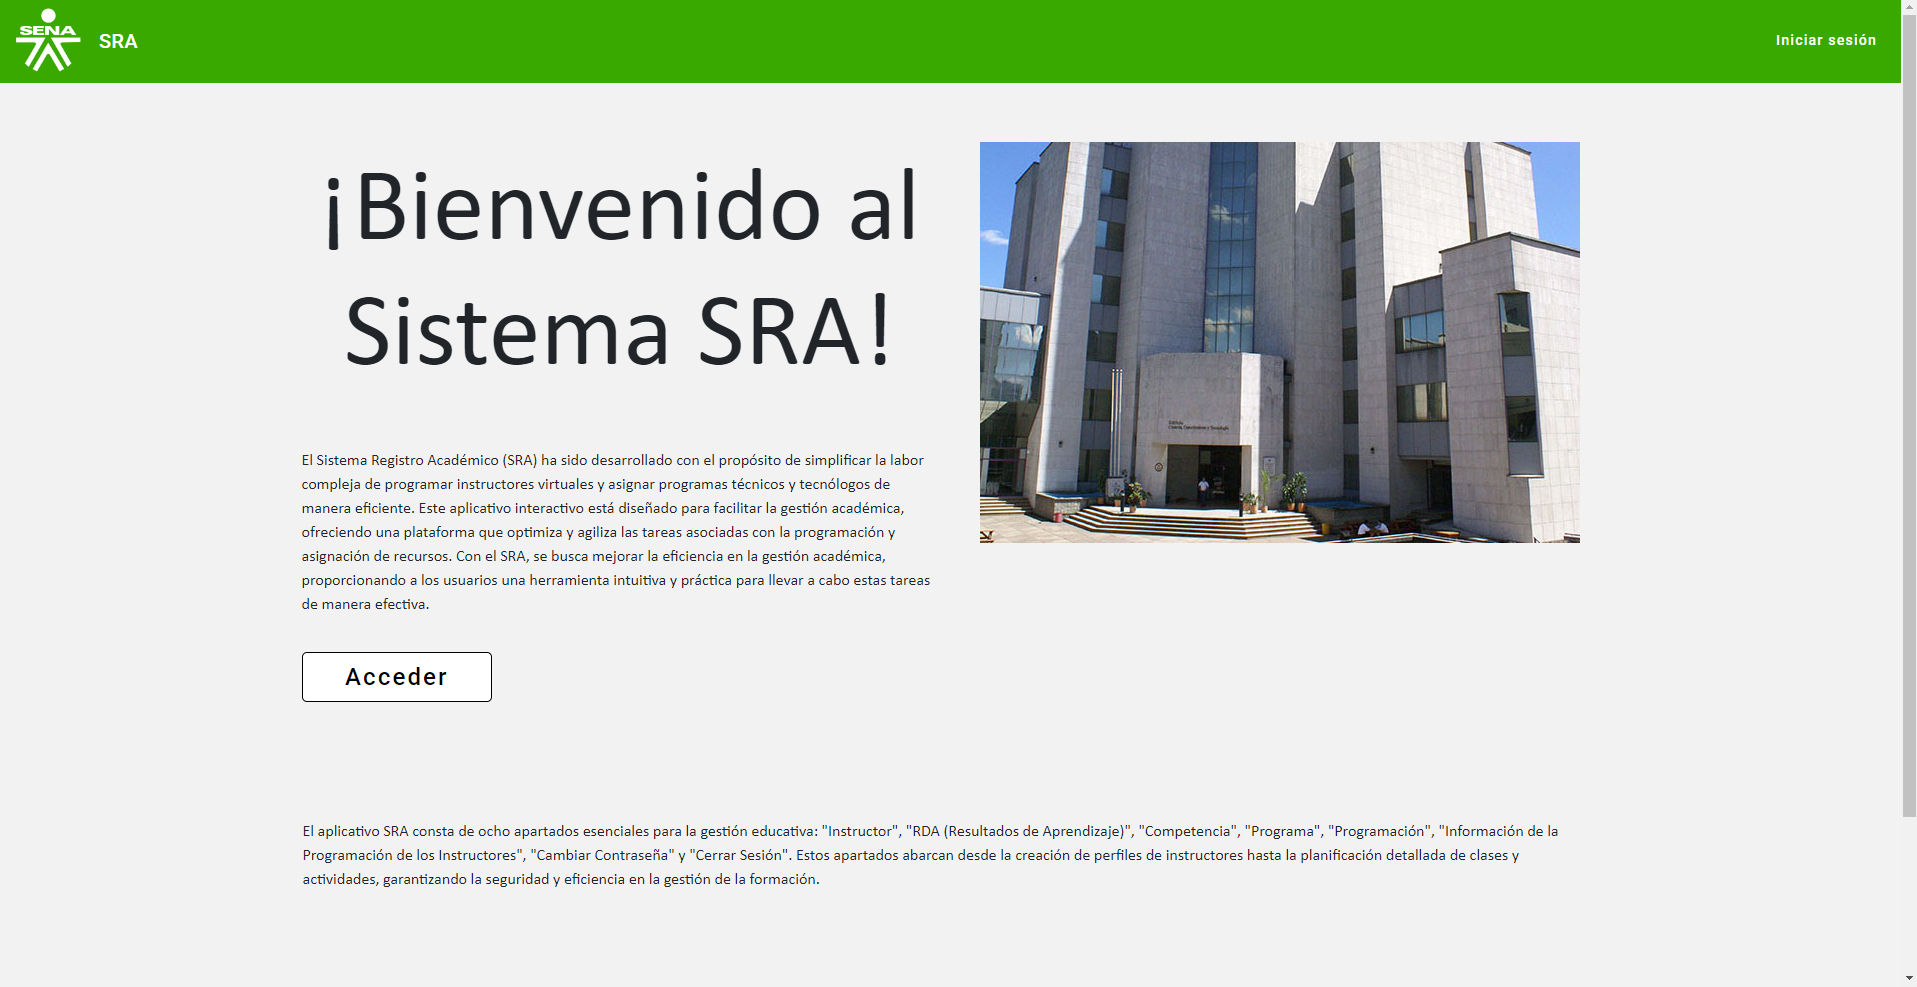 SENA
SRA
Iniciar sesión
¡Bienvenido al
Sistema SRA!
El Sistema Registro Académico (SRA) ha sido desarrollado con el propósito de simplificar la labor
compleja de programar instructores virtuales y asignar programas técnicos y tecnólogos de
manera eficiente. Este aplicativo interactivo está diseñado para facilitar la gestión académica,
ofreciendo una plataforma que optimiza y agiliza las tareas asociadas con la programación y
asignación de recursos. Con el SRA, se busca mejorar la eficiencia en la gestión académica,
proporcionando a los usuarios una herramienta intuitiva y práctica para llevar a cabo estas tareas
de manera efectiva.
Acceder
El aplicativo SRA consta de ocho apartados esenciales para la gestión educativa: "Instructor", "RDA (Resultados de Aprendizaje)", "Competencia", "Programa", "Programación", "Información de la
Programación de los Instructores", "Cambiar Contraseña" y "Cerrar Sesión". Estos apartados abarcan desde la creación de perfiles de instructores hasta la planificación detallada de clases y
actividades, garantizando la seguridad y eficiencia en la gestión de la formación.